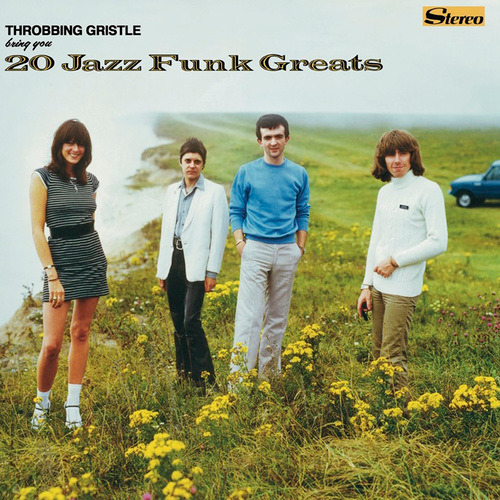 Stereo
THROBBING GRISTLE
bring you
20 Jazz Funk Greats